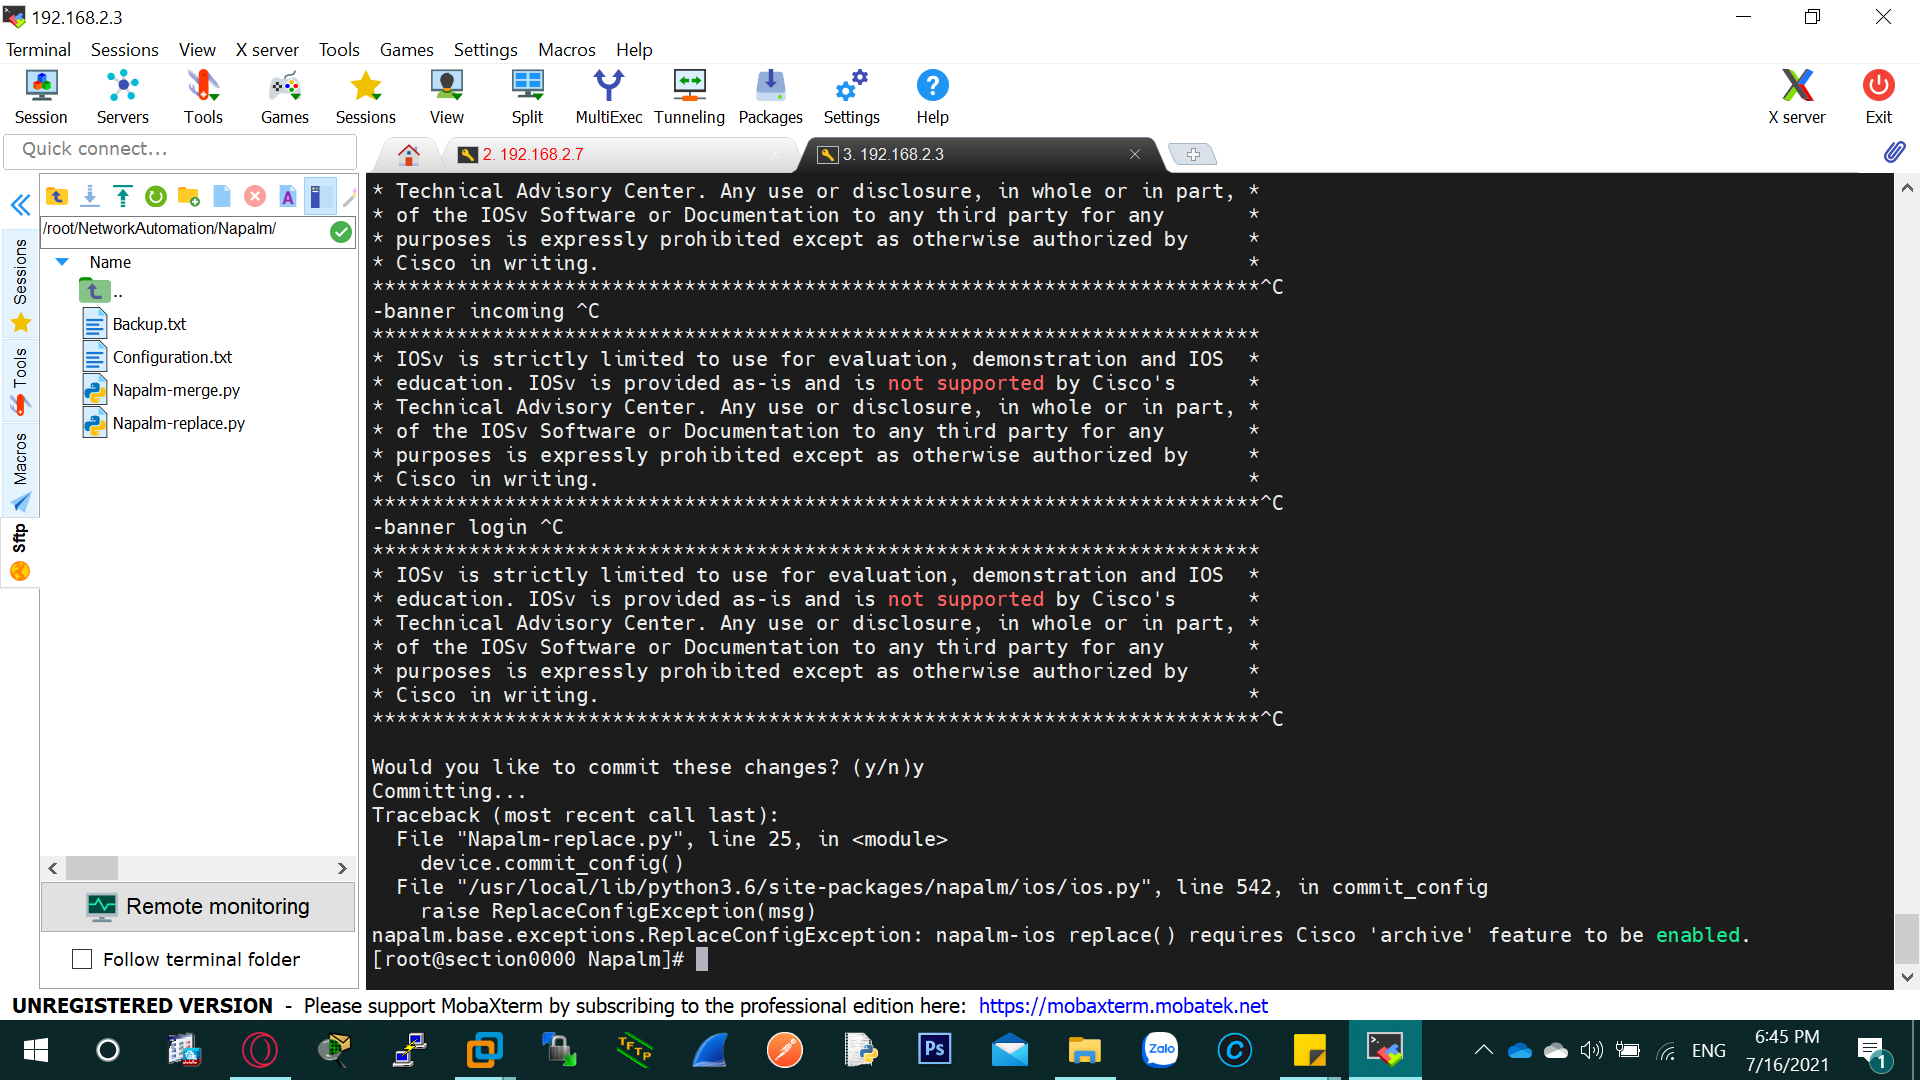 192.168.2.3
Terminal Sessions View X server Tools Games Settings Macros Help
Session Servers Tools Games Sessions View Split MultiExec Tunneling Packages Settings Help X server Exit
Quick connect...
2. 192.168.2.7
3. 192.168.2.3
/root/NetworkAutomation/Napalm/
Name
..
Backup.txt
Configuration.txt
Napalm-merge.py
Napalm-replace.py
Sessions
Tools
Macros
Sftp
Remote monitoring
Follow terminal folder
* Technical Advisory Center. Any use or disclosure, in whole or in part, *
* of the IOSv Software or Documentation to any third party for any       *
* purposes is expressly prohibited except as otherwise authorized by     *
* Cisco in writing.                                                      *
**************************************************************************^C
-banner incoming ^C
**************************************************************************
* IOSv is strictly limited to use for evaluation, demonstration and IOS  *
* education. IOSv is provided as-is and is not supported by Cisco's      *
* Technical Advisory Center. Any use or disclosure, in whole or in part, *
* of the IOSv Software or Documentation to any third party for any       *
* purposes is expressly prohibited except as otherwise authorized by     *
* Cisco in writing.                                                      *
**************************************************************************^C
-banner login ^C
**************************************************************************
* IOSv is strictly limited to use for evaluation, demonstration and IOS  *
* education. IOSv is provided as-is and is not supported by Cisco's      *
* Technical Advisory Center. Any use or disclosure, in whole or in part, *
* of the IOSv Software or Documentation to any third party for any       *
* purposes is expressly prohibited except as otherwise authorized by     *
* Cisco in writing.                                                      *
**************************************************************************^C
Would you like to commit these changes? (y/n)y
Committing...
Traceback (most recent call last):
  File "Napalm-replace.py", line 25, in <module>
    device.commit_config()
  File "/usr/local/lib/python3.6/site-packages/napalm/ios/ios.py", line 542, in commit_config
    raise ReplaceConfigException(msg)
napalm.base.exceptions.ReplaceConfigException: napalm-ios replace() requires Cisco 'archive' feature to be enabled.
[root@section0000 Napalm]#
UNREGISTERED VERSION - Please support MobaXterm by subscribing to the professional edition here: https://mobaxterm.mobatek.net
TFTP
Ps
Zalo
C
ENG
6:45 PM
7/16/2021
1